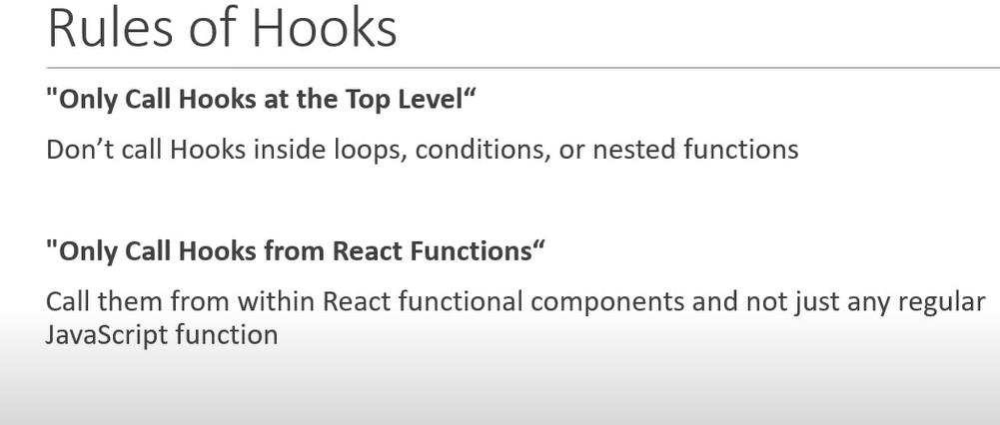 Rules of Hooks
"Only Call Hooks at the Top Level“
Don’t call Hooks inside loops, conditions, or nested functions
"Only Call Hooks from React Functions“
Call them from within React functional components and not just any regular
JavaScript function